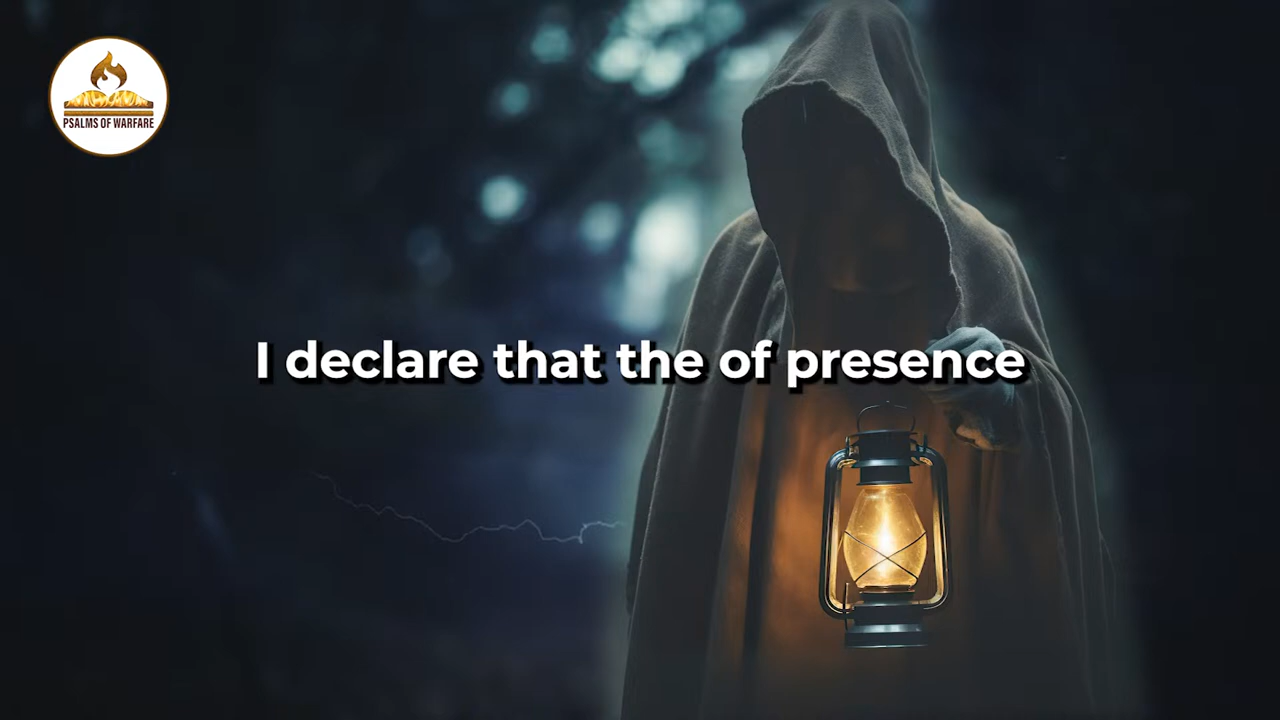 PSALMS OF WARFARE
I declare that the of presence